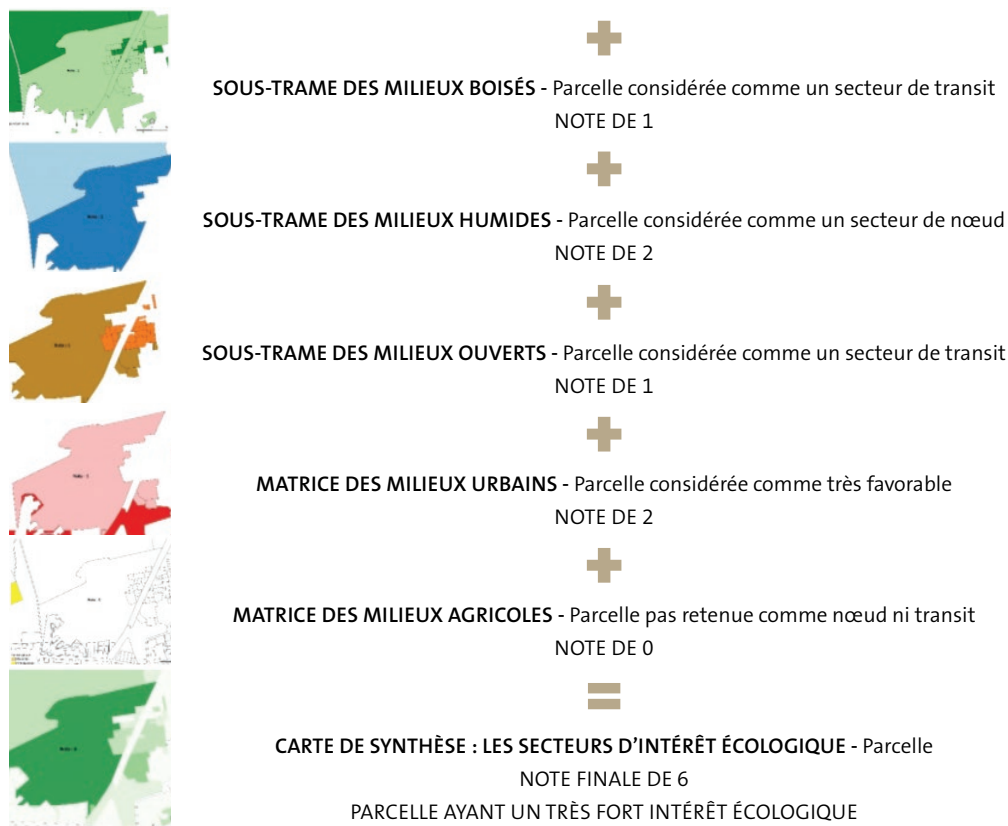 SOUS-TRAME DES MILIEUX BOISÉS - Parcelle considérée comme un secteur de transit
NOTE DE 1
SOUS-TRAME DES MILIEUX HUMIDES - Parcelle considérée comme un secteur de nœud
NOTE DE 2
SOUS-TRAME DES MILIEUX OUVERTS - Parcelle considérée comme un secteur de transit
NOTE DE 1
MATRICE DES MILIEUX URBAINS - Parcelle considérée comme très favorable
NOTE DE 2
MATRICE DES MILIEUX AGRICOLES - Parcelle pas retenue comme nœud ni transit
NOTE DE 0
CARTE DE SYNTHÈSE : LES SECTEURS D'INTÉRÊT ÉCOLOGIQUE - Parcelle
NOTE FINALE DE 6
PARCELLE AYANT UN TRÈS FORT INTÉRÊT ÉCOLOGIQUE